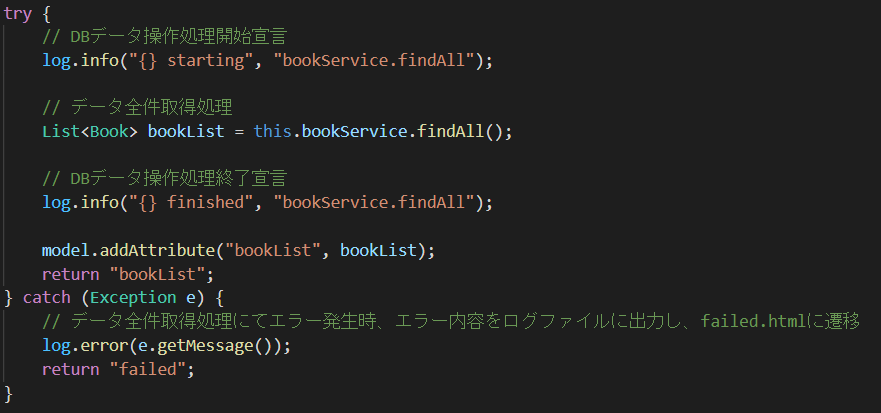 try {
    // DBデータ操作処理開始宣言
    log.info("{} starting", "bookService.findAll");
    // データ全件取得処理
    List<Book> bookList = this.bookService.findAll();
    // DBデータ操作処理終了宣言
    log.info("{} finished", "bookService.findAll");
    model.addAttribute("bookList", bookList);
    return "bookList";
} catch (Exception e) {
    // データ全件取得処理にてエラー発生時、エラー内容をログファイルに出力し、failed.htmlに遷移
    log.error(e.getMessage());
    return "failed";
}